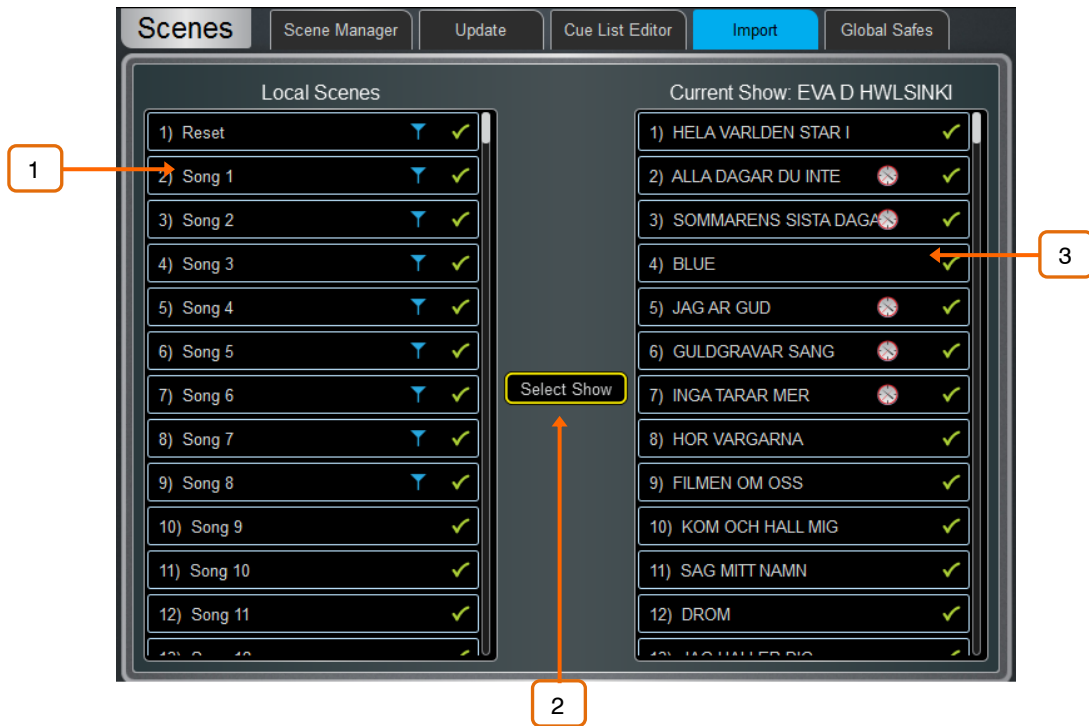 Scenes
Scene Manager
Update
Cue List Editor
Import
Global Safes
Local Scenes
1) Reset
2) Song 1
3) Song 2
4) Song 3
5) Song 4
6) Song 5
7) Song 6
8) Song 7
9) Song 8
10) Song 9
11) Song 10
12) Song 11
Select Show
Current Show: EVA D HWLSINKI
1) HELA VARLDEN STAR I
2) ALLA DAGAR DU INTE
3) SOMMARENS SISTA DAGA
4) BLUE
5) JAG AR GUD
6) GULDGRAVAR SANG
7) INGA TARAR MER
8) HOR VARGARNA
9) FILMEN OM OSS
10) KOM OCH HALL MIG
11) SAG MITT NAMN
12) DROM
1
2
3